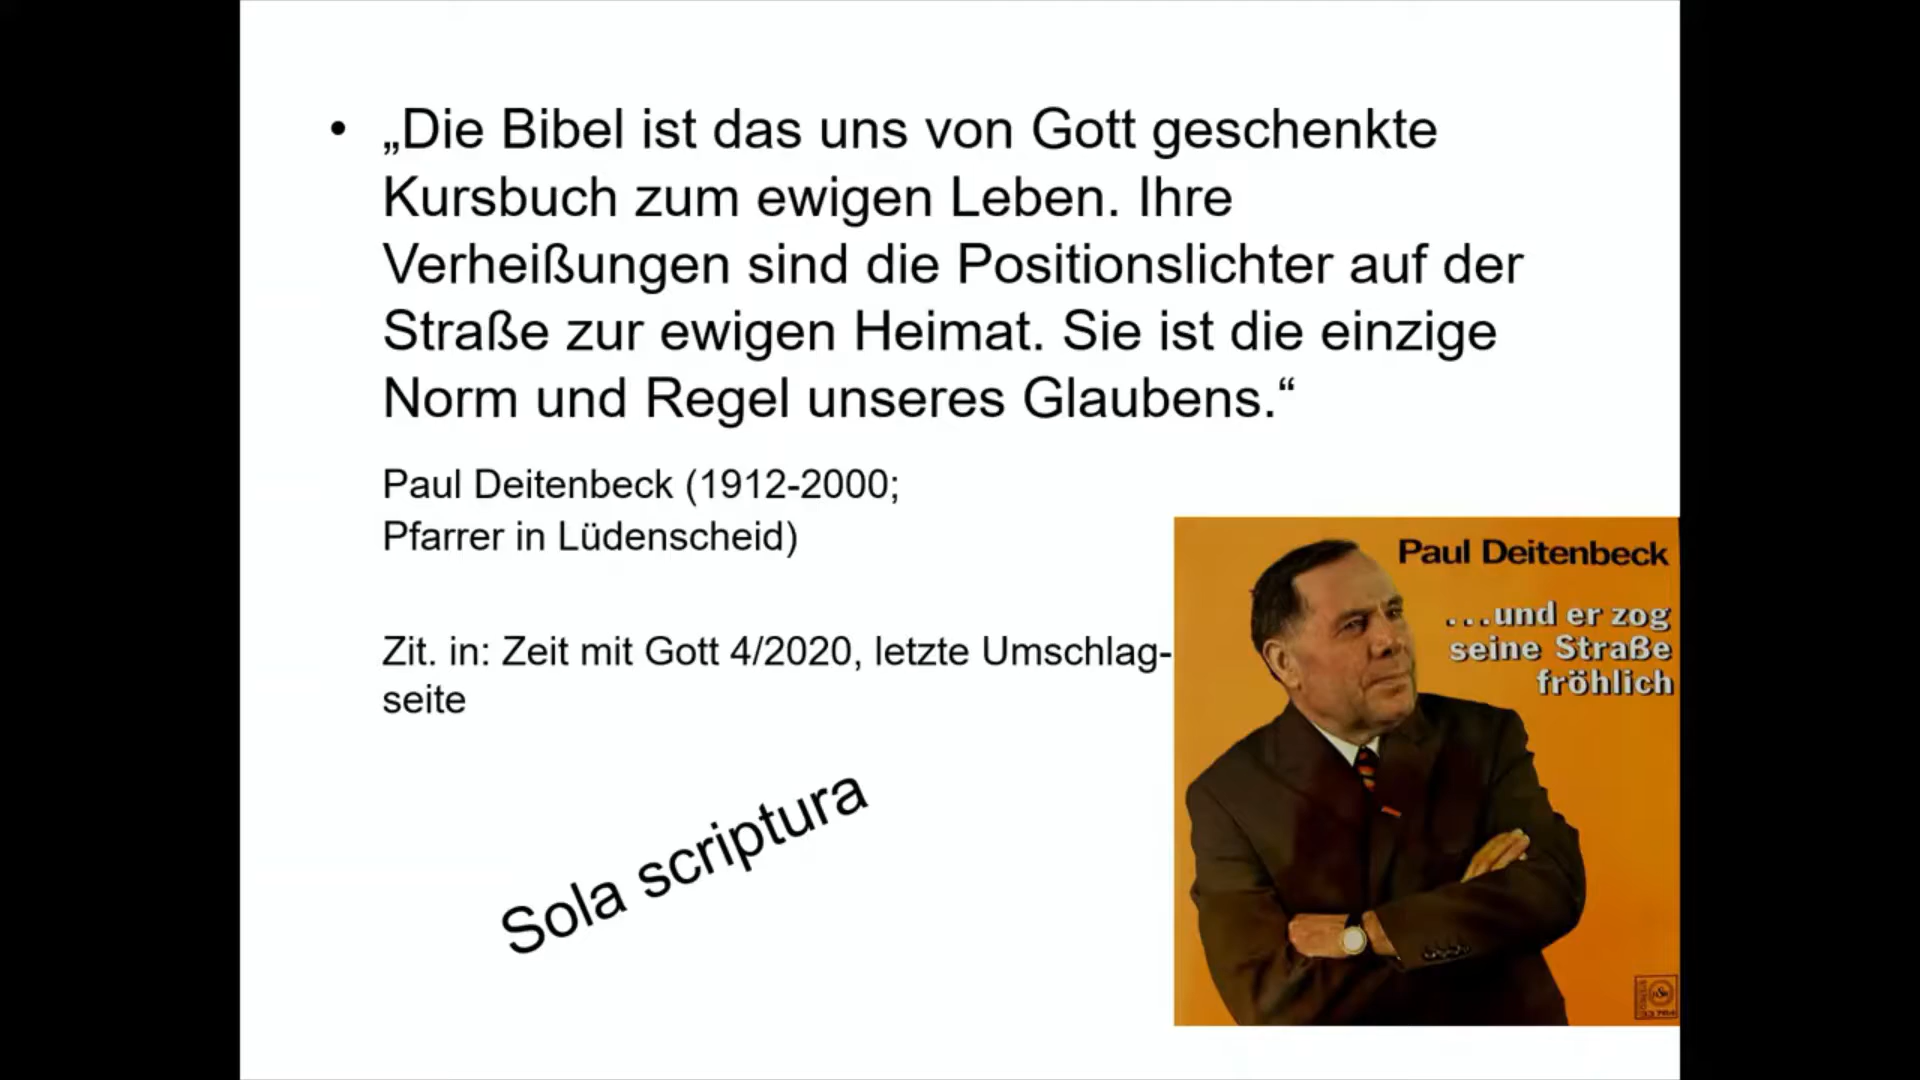 • „Die Bibel ist das uns von Gott geschenkte
Kursbuch zum ewigen Leben. Ihre
Verheißungen sind die Positionslichter auf der
Straße zur ewigen Heimat. Sie ist die einzige
Norm und Regel unseres Glaubens.“
Paul Deitenbeck (1912-2000;
Pfarrer in Lüdenscheid)
Zit. in: Zeit mit Gott 4/2020, letzte Umschlag-
seite
Sola scriptura
Paul Deitenbeck
...und er zog
seine Straße
fröhlich